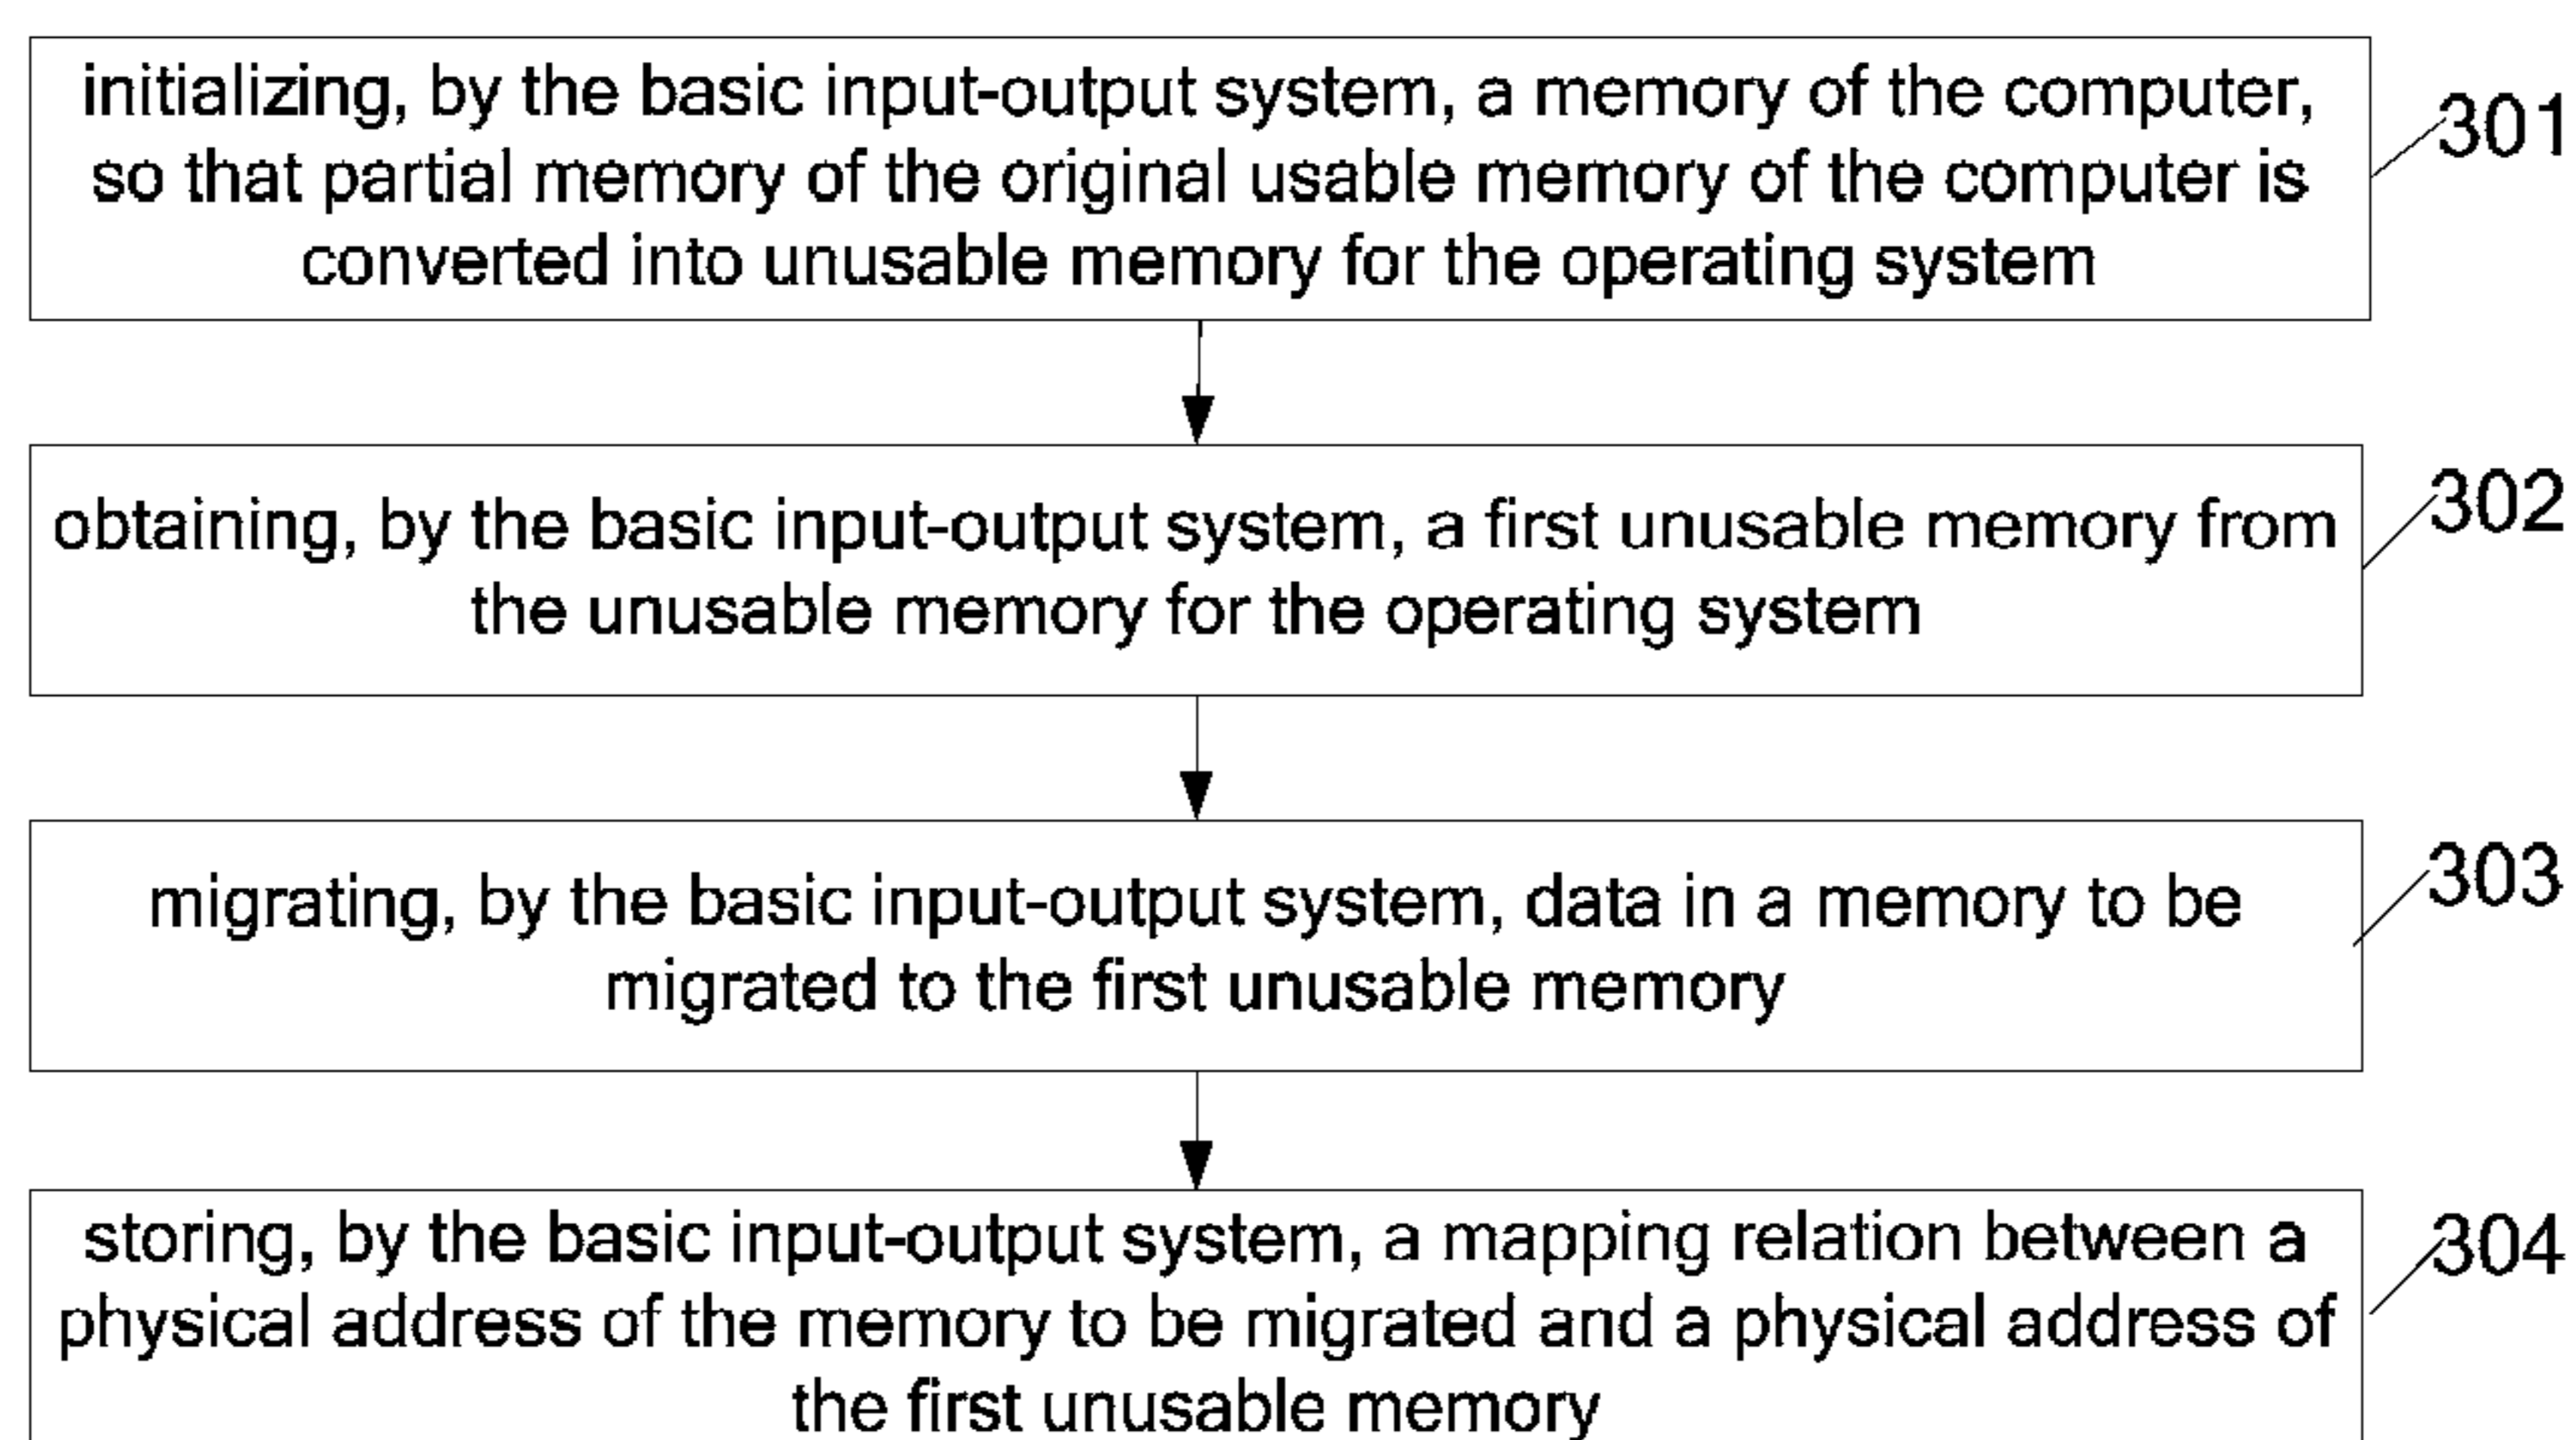 initializing, by the basic input-output system, a memory of the computer,
so that partial memory of the original usable memory of the computer is
converted into unusable memory for the operating system
301
obtaining, by the basic input-output system, a first unusable memory from
the unusable memory for the operating system
302
migrating, by the basic input-output system, data in a memory to be
migrated to the first unusable memory
303
storing, by the basic input-output system, a mapping relation between a
physical address of the memory to be migrated and a physical address of
the first unusable memory
304